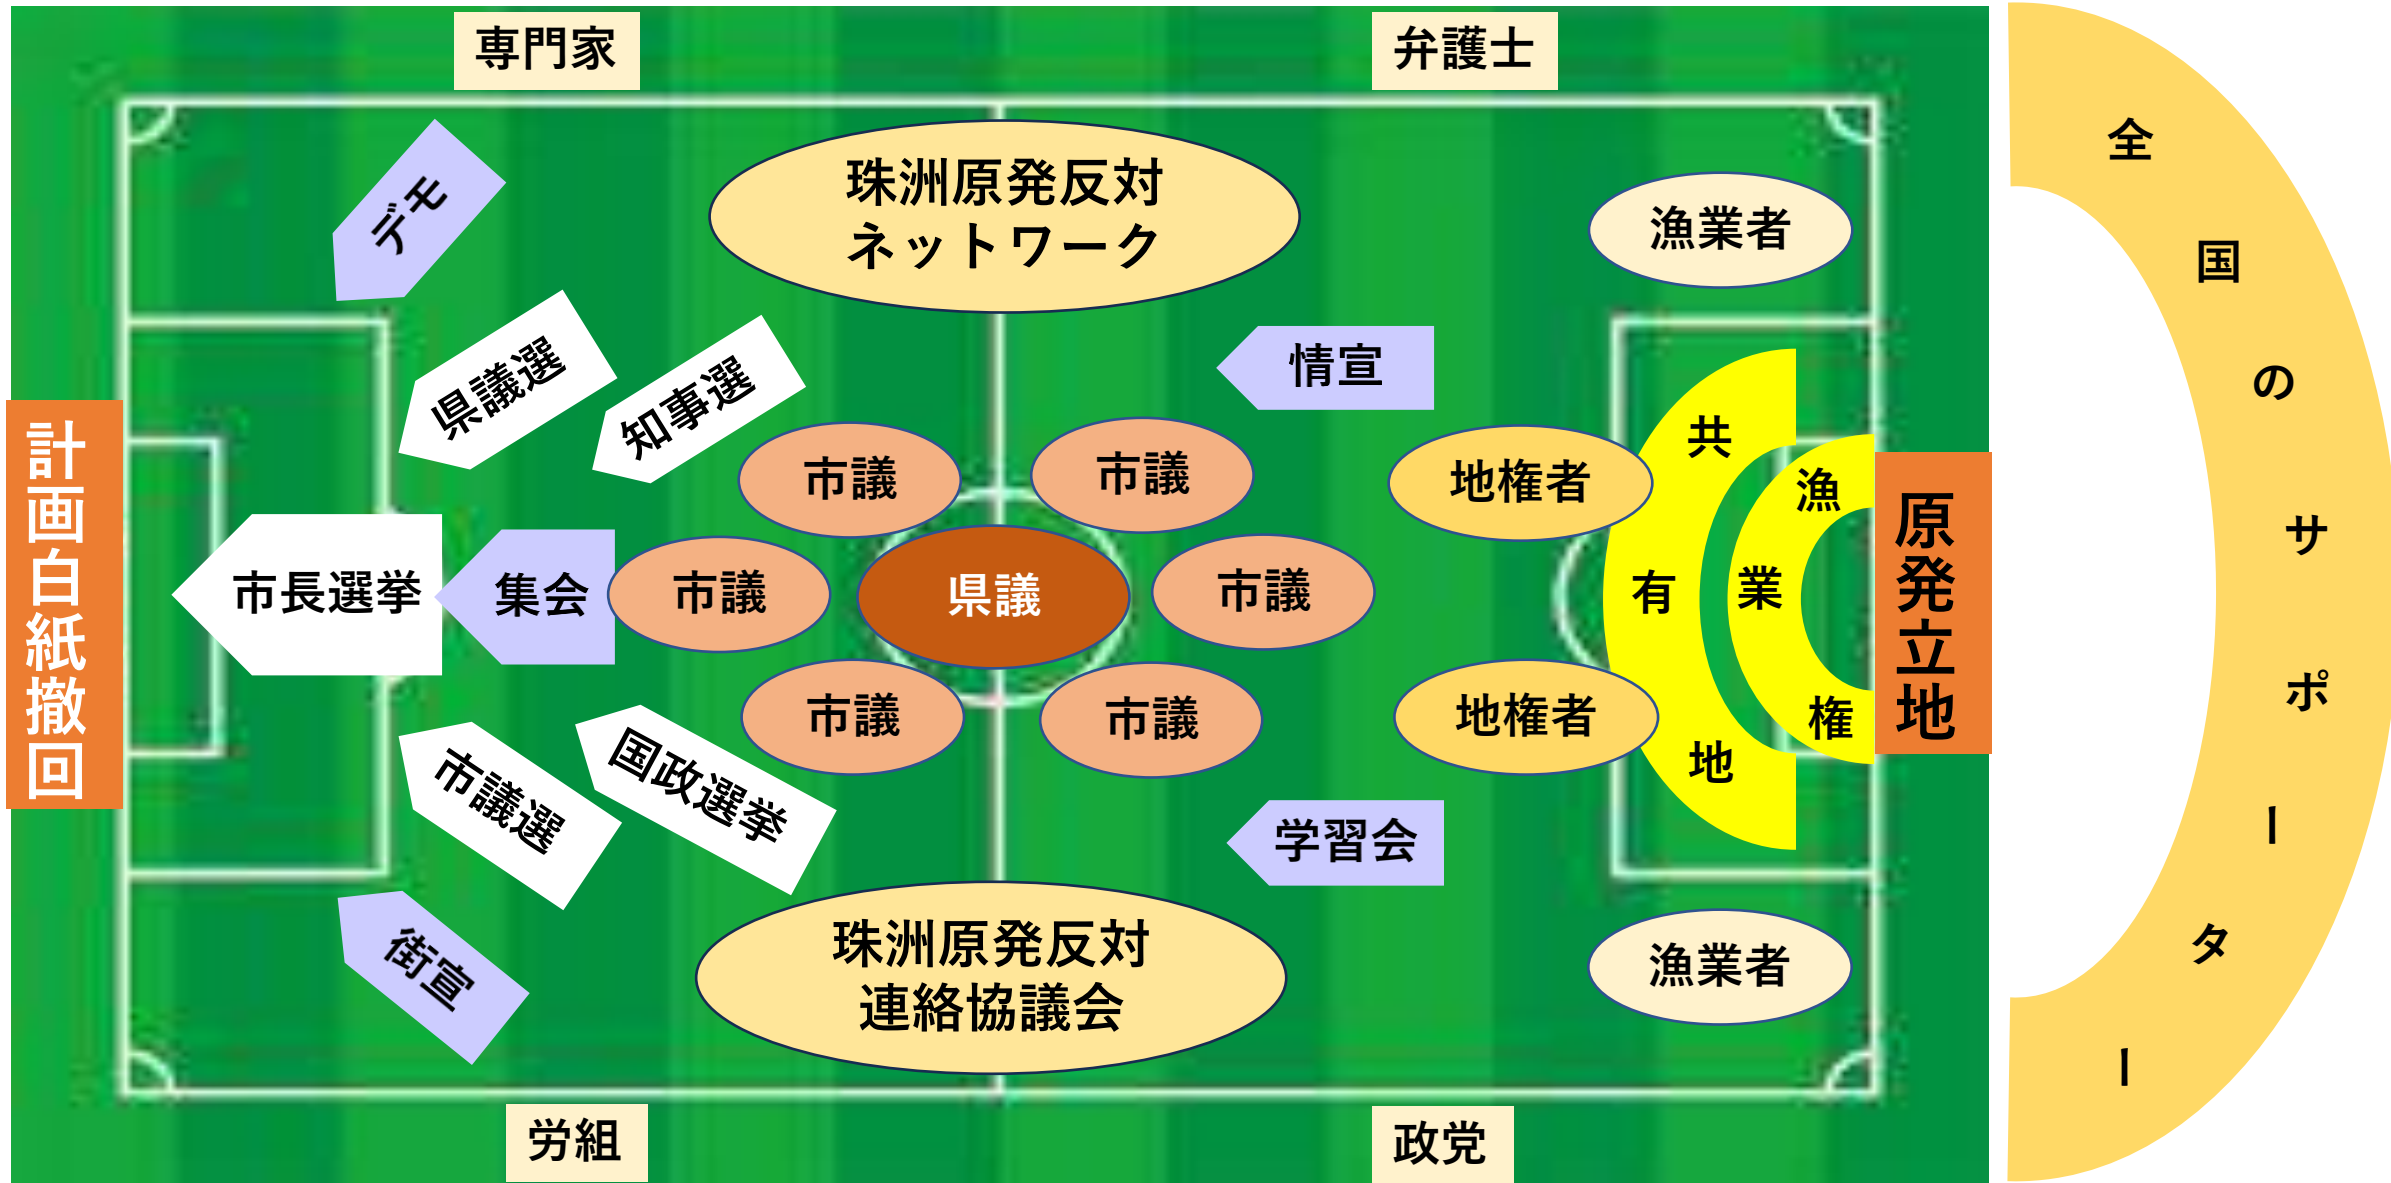 専門家
弁護士
デモ
珠洲原発反対
ネットワーク
漁業者
県議選
知事選
情宣
市議
市議
地権者
計画白紙撤回
市長選挙
集会
市議
県議
市議
共有地
漁業権
原発立地
市議
市議
地権者
市議選
国政選挙
学習会
街宣
珠洲原発反対
連絡協議会
漁業者
労組
政党
全国のサポーター